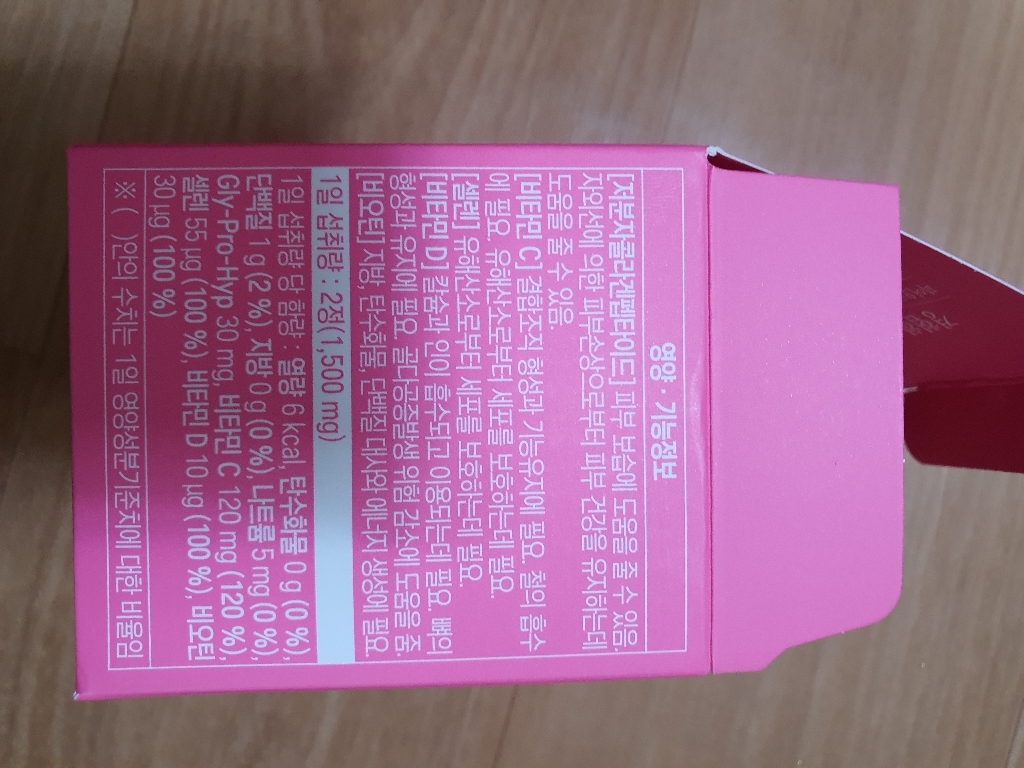 영양 · 기능정보
[저분자콜라겐펩타이드] 피부 보습에 도움을 줄 수 있음.
자외선에 의한 피부손상으로부터 피부 건강을 유지하는데
도움을 줄 수 있음.
[비타민 C] 결합조직 형성과 기능유지에 필요. 철의 흡수
에 필요. 유해산소로부터 세포를 보호하는데 필요.
[셀렌] 유해산소로부터 세포를 보호하는데 필요.
[비타민 D] 칼슘과 인이 흡수되고 이용되는데 필요. 뼈의
형성과 유지에 필요. 골다공증발생 위험 감소에 도움을 줌.
[비오틴] 지방, 탄수화물, 단백질 대사와 에너지 생성에 필요.
1일 섭취량 : 2정(1,500 mg)
1일 섭취량 당 함량 : 열량 6 kcal, 탄수화물 0 g (0 %),
단백질 1 g (2 %), 지방 0 g (0 %), 나트륨 5 mg (0 %),
Gly-Pro-Hyp 30 mg, 비타민 C 120 mg (120 %),
셀렌 55 μg (100 %), 비타민 D 10 μg (100 %), 비오틴
30 μg (100 %)
※ ( ) 안의 수치는 1일 영양성분기준치에 대한 비율임